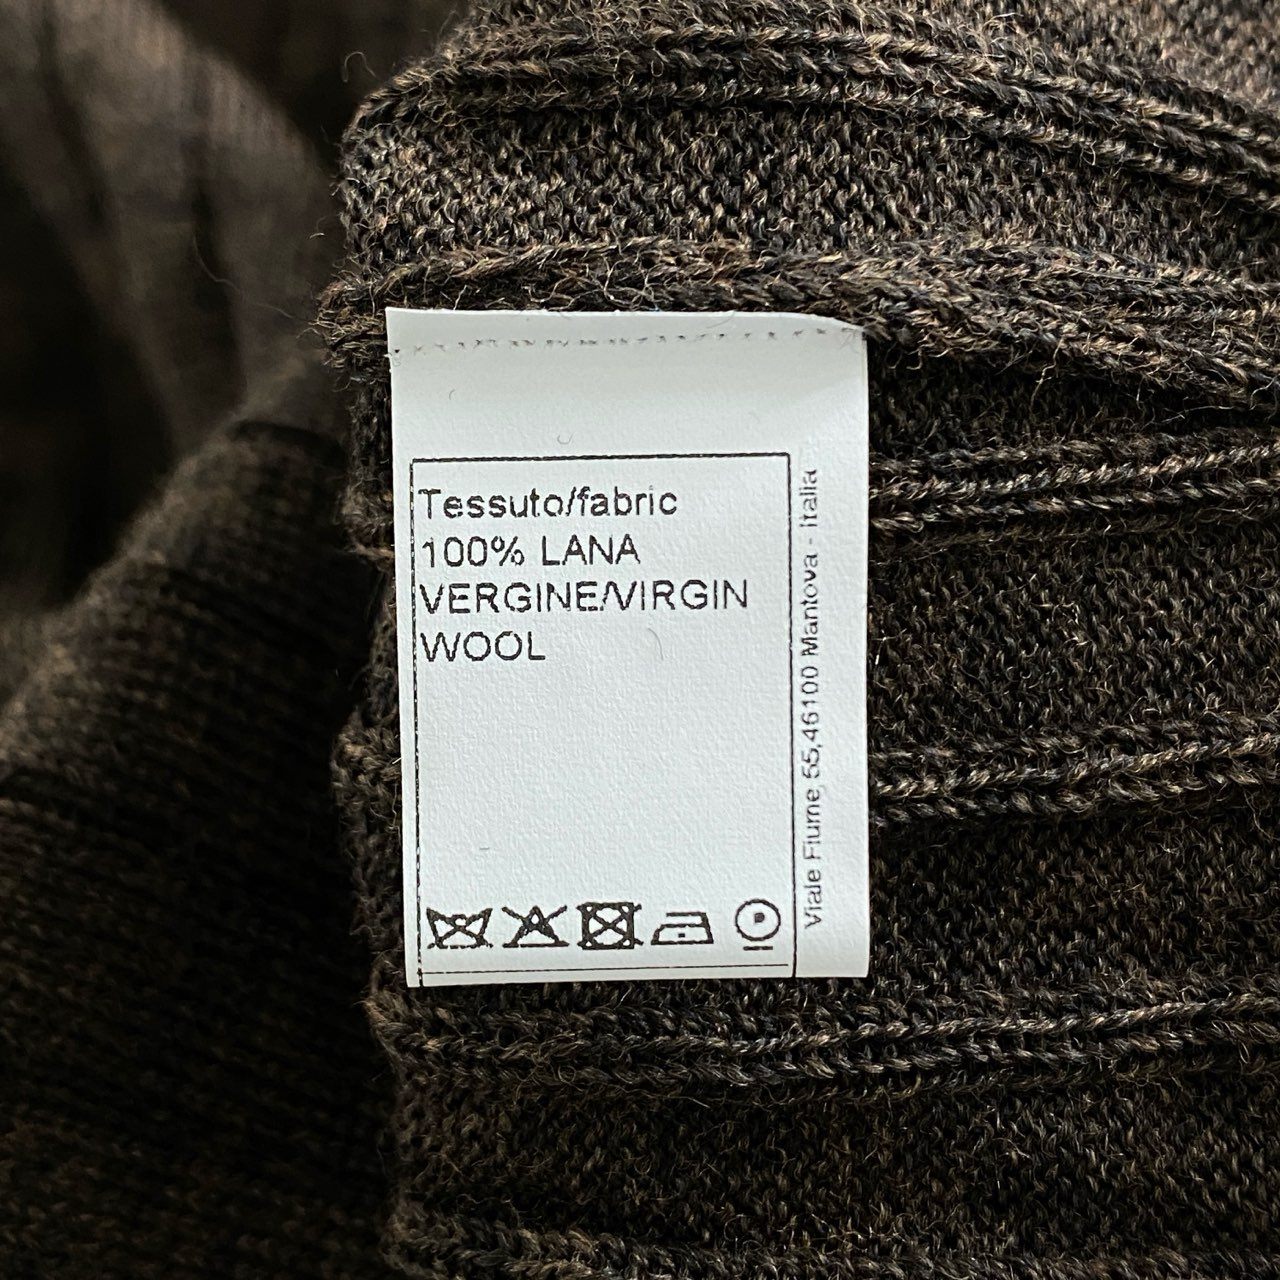 Tessuto/fabric
100% LANA
VERGINE/VIRGIN
WOOL
P
Viale Fiume 55,46100 Mantova - Italia